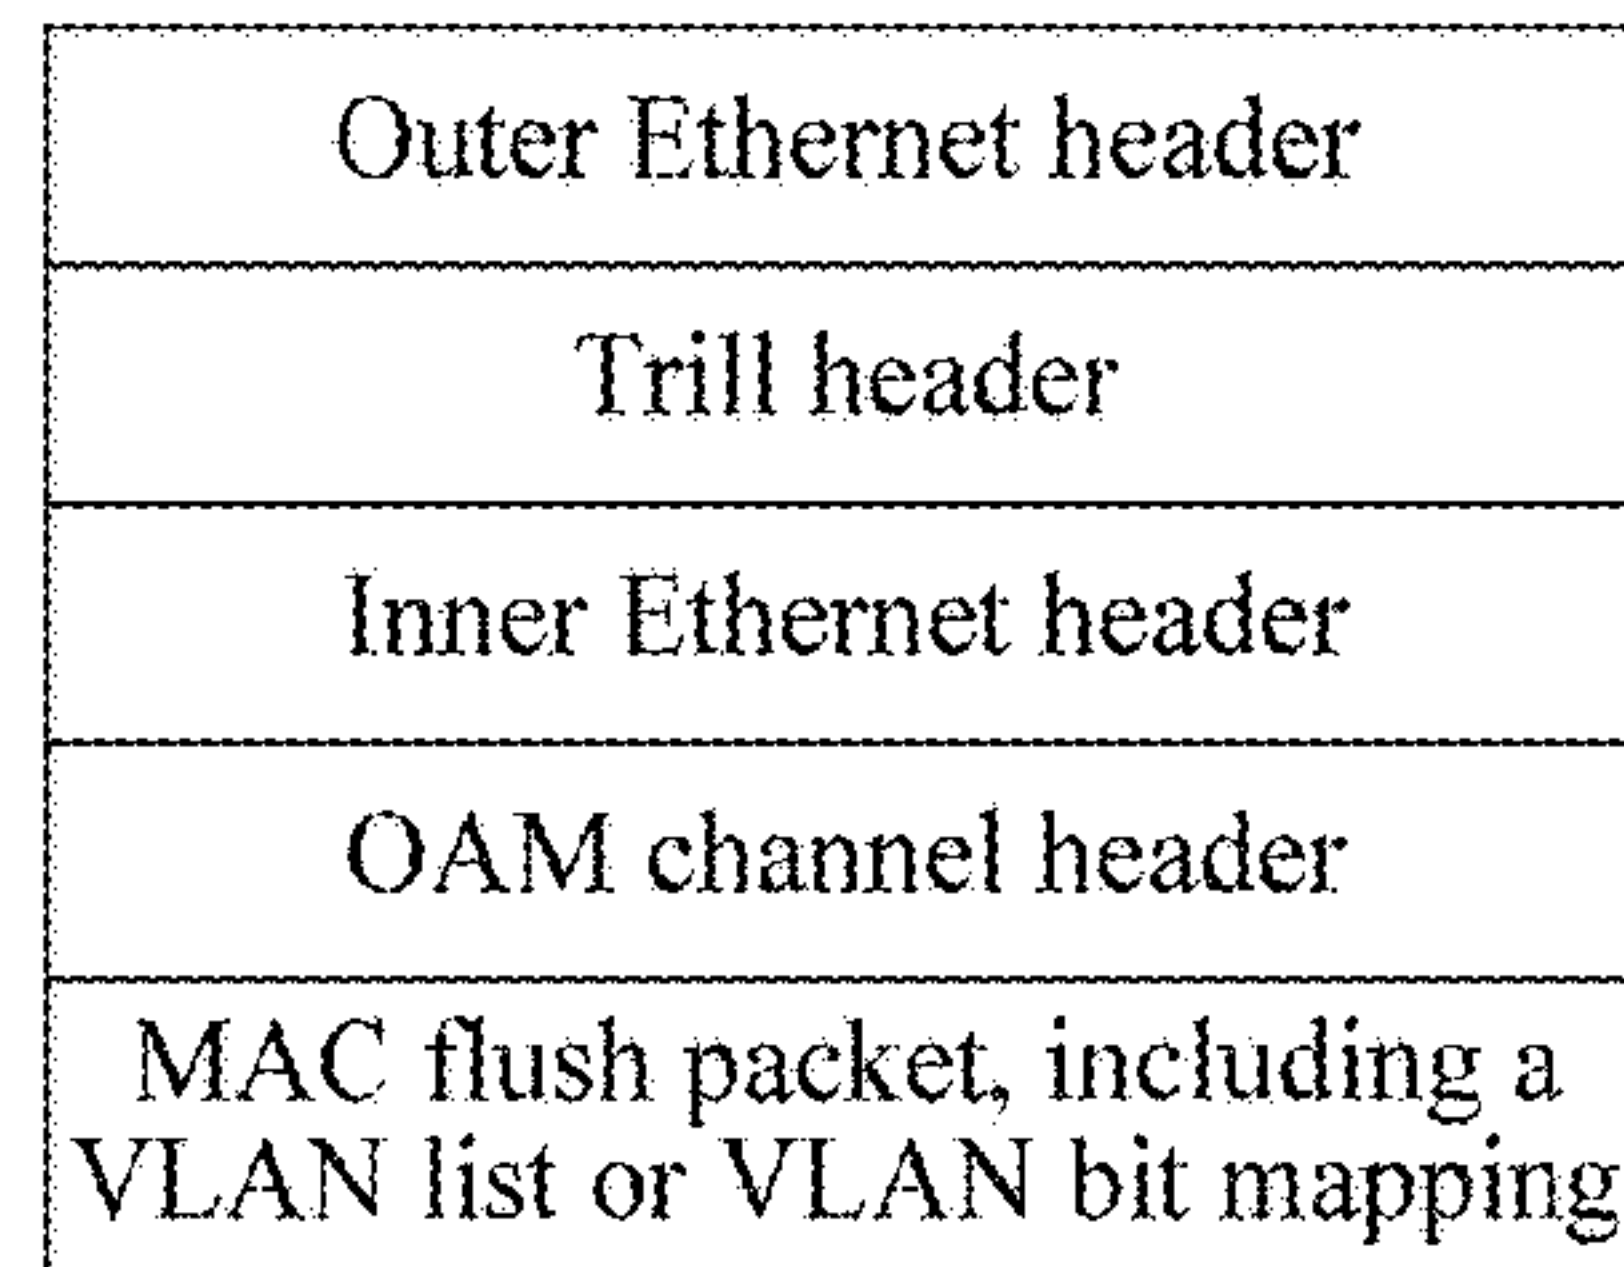 Outer Ethernet header
Trill header
Inner Ethernet header
OAM channel header
MAC flush packet, including a
VLAN list or VLAN bit mapping